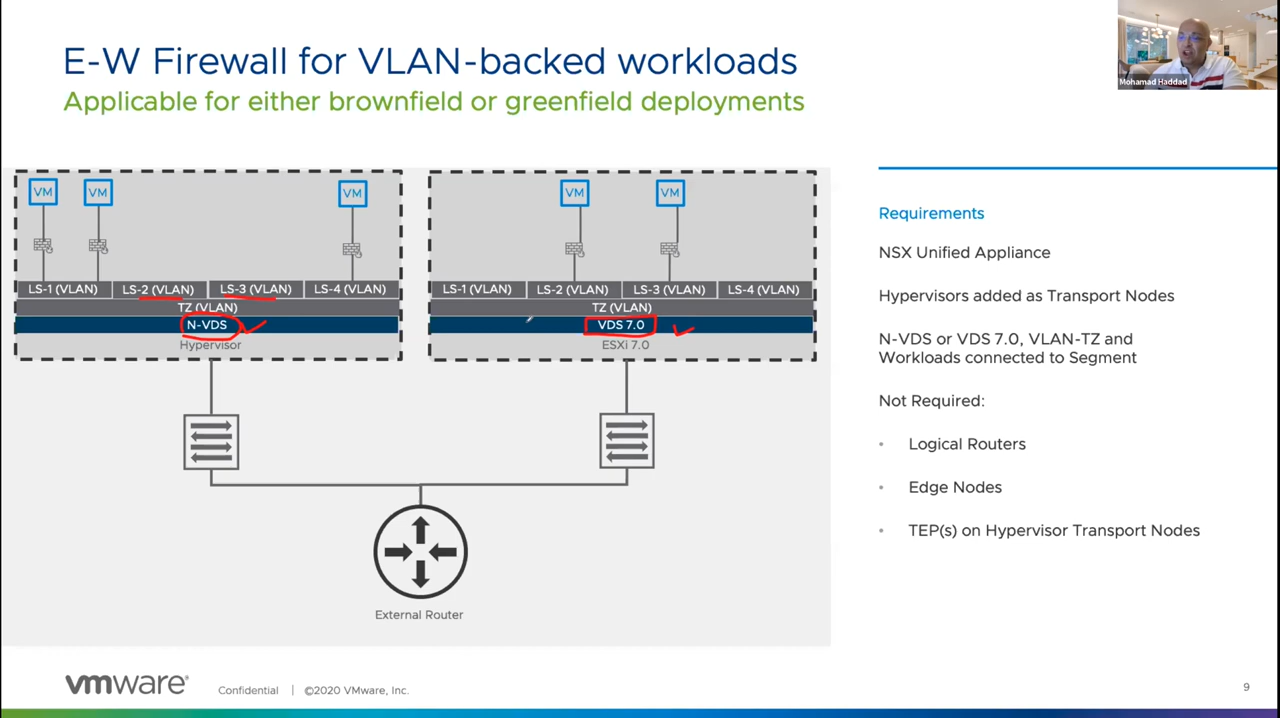 E-W Firewall for VLAN-backed workloads
Applicable for either brownfield or greenfield deployments
Mohamad Haddad
VM
VM
VM
LS-1 (VLAN)
LS-2 (VLAN)
LS-3 (VLAN)
LS-4 (VLAN)
TZ (VLAN)
N-VDS
Hypervisor
VM
VM
LS-1 (VLAN)
LS-2 (VLAN)
LS-3 (VLAN)
LS-4 (VLAN)
TZ (VLAN)
VDS 7.0
ESXi 7.0
External Router
Requirements
NSX Unified Appliance
Hypervisors added as Transport Nodes
N-VDS or VDS 7.0, VLAN-TZ and
Workloads connected to Segment
Not Required:
• Logical Routers
• Edge Nodes
• TEP(s) on Hypervisor Transport Nodes
vmware®
Confidential | ©2020 VMware, Inc.
9